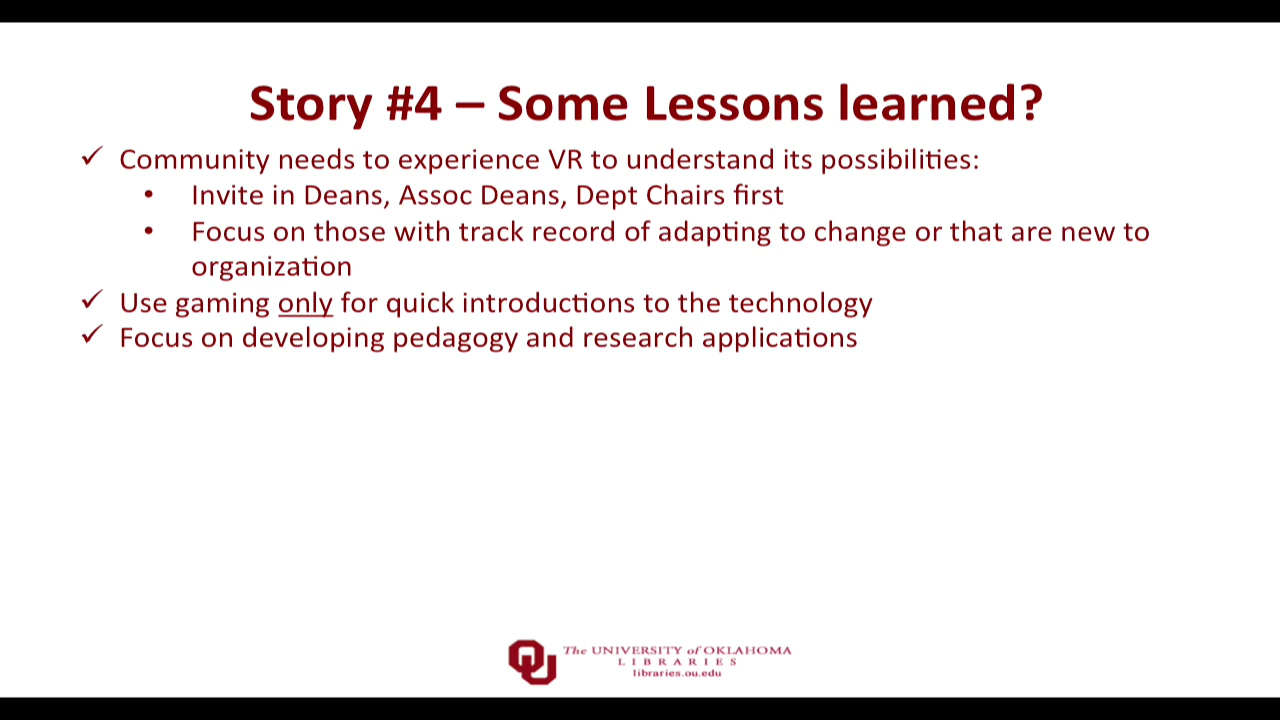 Story #4 – Some Lessons learned?
✓ Community needs to experience VR to understand its possibilities:
• Invite in Deans, Assoc Deans, Dept Chairs first
• Focus on those with track record of adapting to change or that are new to
organization
✓ Use gaming only for quick introductions to the technology
✓ Focus on developing pedagogy and research applications
The UNIVERSITY of OKLAHOMA
LIBRARIES
libraries.ou.edu